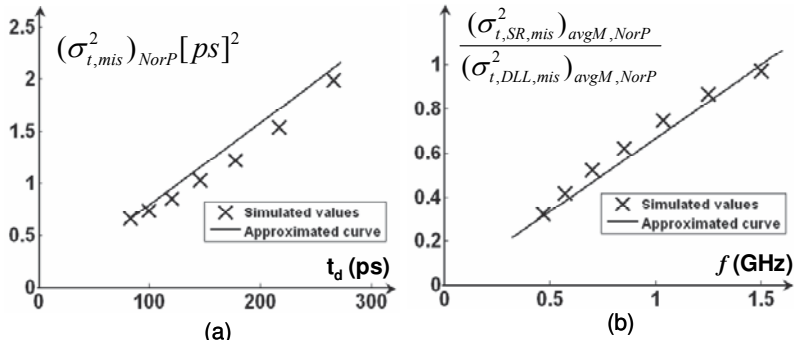 (σ²t,mis)NorP[ps]²
2.5
2
1.5
1
0.5
0
0 100 200 300
td (ps)
Simulated values
Approximated curve
(a)
(σ²t,SR,mis)avgM,NorP
(σ²t,DLL,mis)avgM,NorP
1
0.8
0.6
0.4
0.2
0
0.5 1 1.5
f (GHz)
Simulated values
Approximated curve
(b)